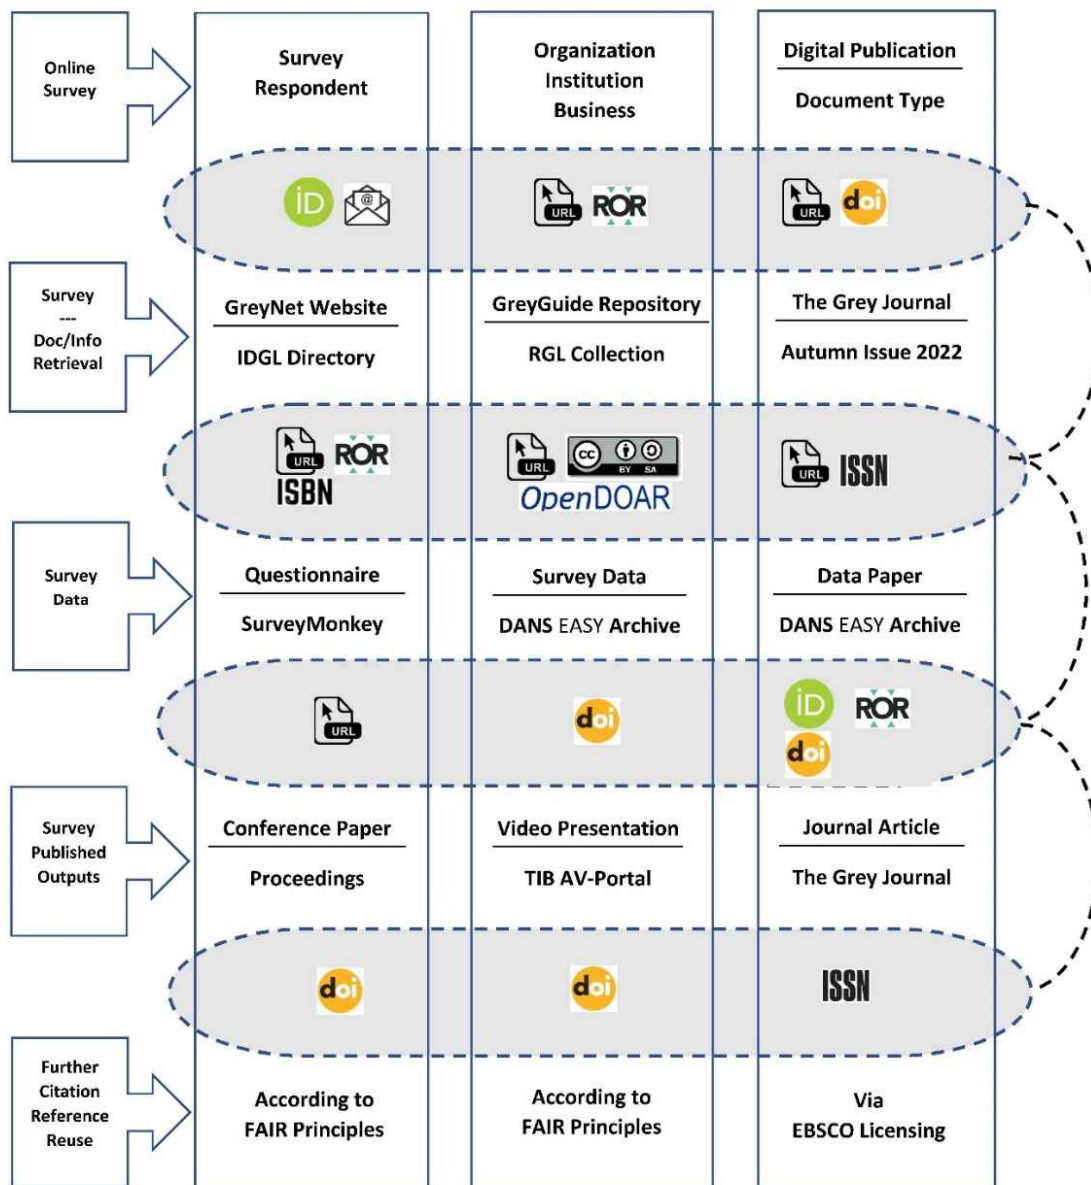 Online
Survey
Survey
Respondent
Organization
Institution
Business
Digital Publication
Document Type
iD
@
URL
ROR
URL
doi
Survey
---
Doc/Info
Retrieval
GreyNet Website
IDGL Directory
GreyGuide Repository
RGL Collection
The Grey Journal
Autumn Issue 2022
URL
ROR
ISBN
URL
cc
BY SA
OpenDOAR
URL
ISSN
Survey
Data
Questionnaire
SurveyMonkey
Survey Data
DANS EASY Archive
Data Paper
DANS EASY Archive
URL
doi
iD
ROR
doi
Survey
Published
Outputs
Conference Paper
Proceedings
Video Presentation
TIB AV-Portal
Journal Article
The Grey Journal
doi
doi
ISSN
Further
Citation
Reference
Reuse
According to
FAIR Principles
According to
FAIR Principles
Via
EBSCO Licensing